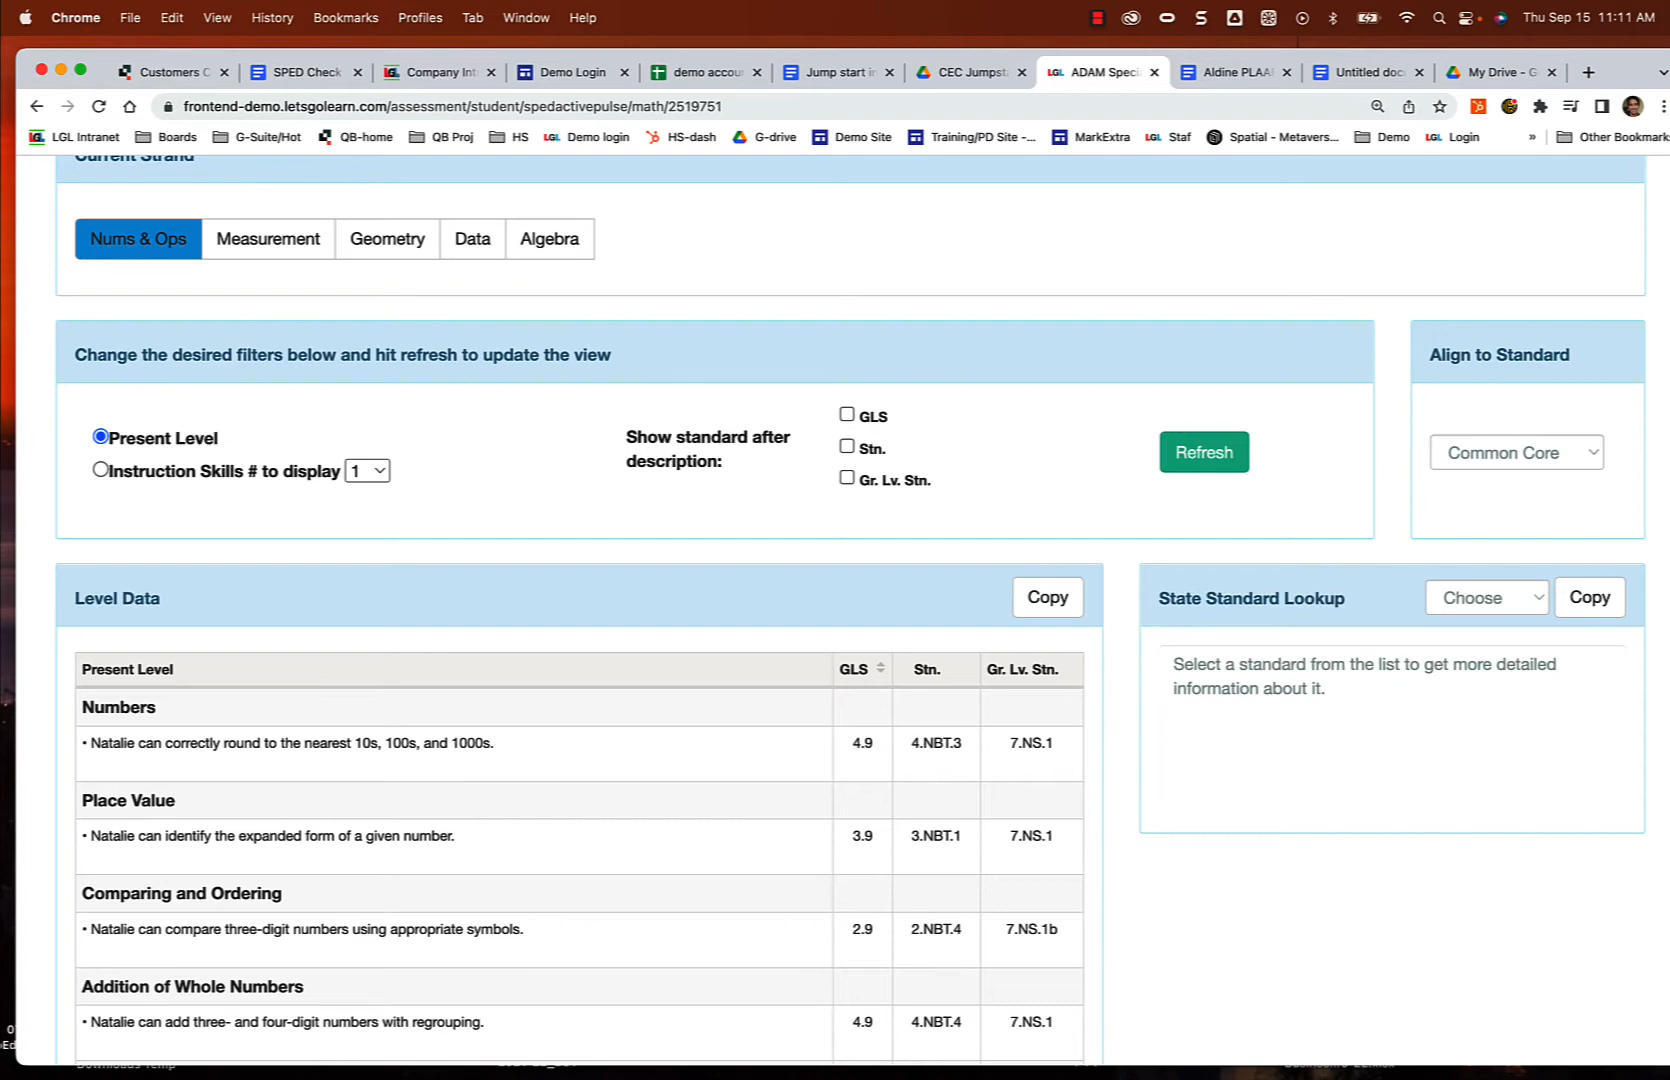 Chrome File Edit View History Bookmarks Profiles Tab Window Help Thu Sep 15 11:11 AM
Customers C SPED Check Company Int Demo Login demo accou Jump start in CEC Jumpst ADAM Speci Aldine PLAA Untitled doc My Drive - G
frontend-demo.letsgolearn.com/assessment/student/spedactivepulse/math/2519751
LGL Intranet Boards G-Suite/Hot QB-home QB Proj HS Demo login HS-dash G-drive Demo Site Training/PD Site -... MarkExtra LGL Staf Spatial - Metavers... Demo LGL Login » Other Bookmarks
Current Strand
Nums & Ops Measurement Geometry Data Algebra
Change the desired filters below and hit refresh to update the view
Align to Standard
Present Level
Instruction Skills # to display 1
Show standard after
description:
GLS
Stn.
Gr. Lv. Stn.
Refresh
Common Core
Level Data Copy
State Standard Lookup Choose Copy
Select a standard from the list to get more detailed
information about it.
Present Level GLS Stn. Gr. Lv. Stn.
Numbers
• Natalie can correctly round to the nearest 10s, 100s, and 1000s. 4.9 4.NBT.3 7.NS.1
Place Value
• Natalie can identify the expanded form of a given number. 3.9 3.NBT.1 7.NS.1
Comparing and Ordering
• Natalie can compare three-digit numbers using appropriate symbols. 2.9 2.NBT.4 7.NS.1b
Addition of Whole Numbers
• Natalie can add three- and four-digit numbers with regrouping. 4.9 4.NBT.4 7.NS.1